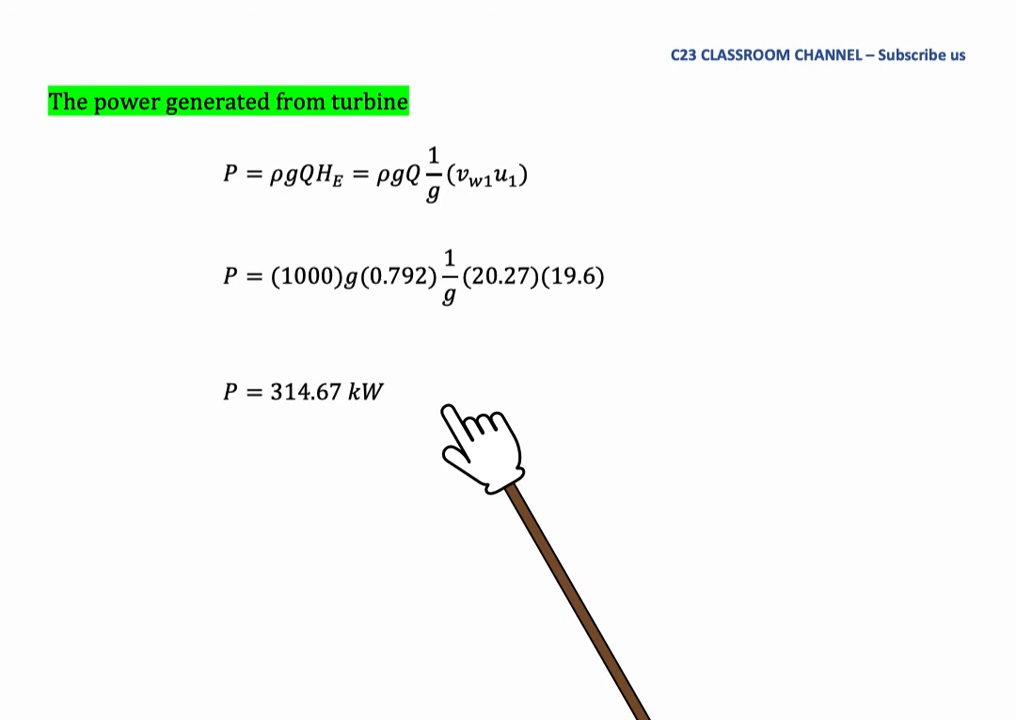 C23 CLASSROOM CHANNEL – Subscribe us
The power generated from turbine
P = ρgQH_E = ρgQ 1/g (v_w1 u_1)
P = (1000)g(0.792) 1/g (20.27)(19.6)
P = 314.67 kW